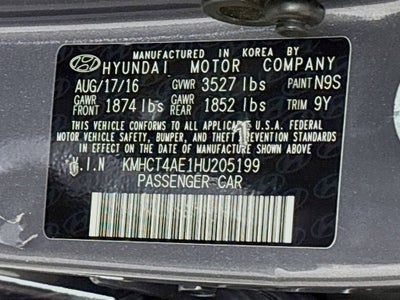 MANUFACTURED IN KOREA BY
HYUNDAI MOTOR COMPANY
AUG/17/16 GVWR 3527 lbs PAINT N9S
GAWR FRONT 1874 lbs GAWR REAR 1852 lbs TRIM 9Y
THIS VEHICLE CONFORMS TO ALL APPLICABLE U.S.A. FEDERAL
MOTOR VEHICLE SAFETY, BUMPER, AND THEFT PREVENTION
STANDARDS IN EFFECT ON THE DATE OF MANUFACTURE SHOWN ABOVE.
V.I.N KMHCT4AE1HU205199
PASSENGER CAR